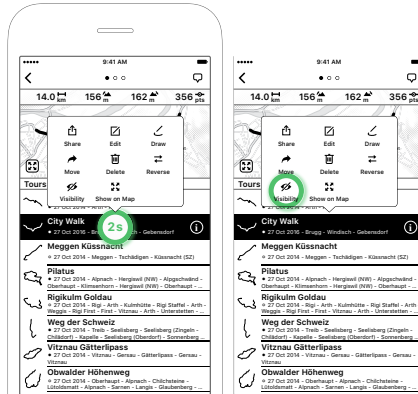 9:41 AM
14.0 km 156 m 162 m 356 pts
Share Edit Draw
Move Delete Reverse
Visibility Show on Map
Tours
City Walk
27 Oct 2016 - Brugg - - Gebensdorf
2s
Meggen Küssnacht
27 Oct 2014 - Meggen - Tschädigen - Küssnacht (SZ)
Pilatus
27 Oct 2014 - Alpnach - Hergiswil (NW) - Alpgschwänd -
Oberhaupt - Klimsenhorn - Hergiswil (NW) - Oberhaupt - ...
Rigikulm Goldau
27 Oct 2014 - Rigi - Arth - Kulmhütte - Rigi Staffel - Arth -
Weggis - Rigi First - First - Vitznau - Arth - Unterstetten - ...
Weg der Schweiz
27 Oct 2014 - Treib - Seelisberg - Seelisberg (Zingeln -
Chilädorf) - Kapelle - Seelisberg (Oberdorf) - Sonnenberg ...
Vitznau Gätterlipass
27 Oct 2014 - Vitznau - Gersau - Gätterlipass - Gersau -
Vitznau
Obwalder Höhenweg
27 Oct 2014 - Oberhaupt - Alpnach - Chilchsteine -
Lütoldsmatt - Alpnach - Sarnen - Langis - Glaubenberg - ...
9:41 AM
14.0 km 156 m 162 m 356 pts
Share Edit Draw
Move Delete Reverse
Visibility Show on Map
Tours
City Walk
27 Oct 2016 - Brugg - Windisch - Gebensdorf
Meggen Küssnacht
27 Oct 2014 - Meggen - Tschädigen - Küssnacht (SZ)
Pilatus
27 Oct 2014 - Alpnach - Hergiswil (NW) - Alpgschwänd -
Oberhaupt - Klimsenhorn - Hergiswil (NW) - Oberhaupt - ...
Rigikulm Goldau
27 Oct 2014 - Rigi - Arth - Kulmhütte - Rigi Staffel - Arth
Weggis - Rigi First - First - Vitznau - Arth - Unterstetten -
Weg der Schweiz
27 Oct 2014 - Treib - Seelisberg - Seelisberg (Zingeln -
Chilädorf) - Kapelle - Seelisberg (Oberdorf) - Sonnenberg
Vitznau Gätterlipass
27 Oct 2014 - Vitznau - Gersau - Gätterlipass - Gersau -
Vitznau
Obwalder Höhenweg
27 Oct 2014 - Oberhaupt - Alpnach - Chilchsteine -
Lütoldsmatt - Alpnach - Sarnen - Langis - Glaubenberg -